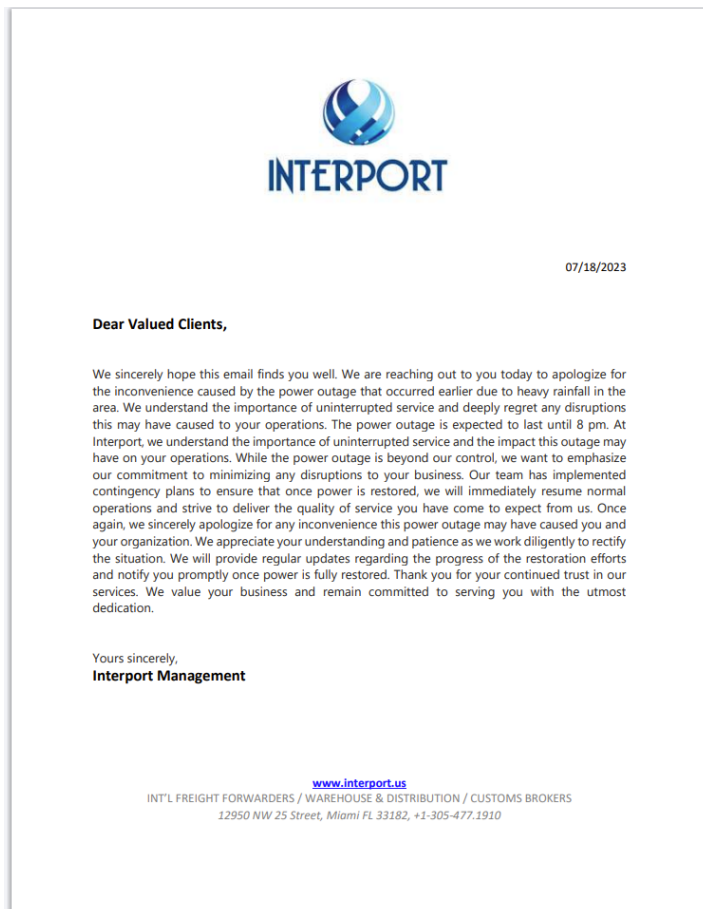 INTERPORT
07/18/2023
Dear Valued Clients,
We sincerely hope this email finds you well. We are reaching out to you today to apologize for
the inconvenience caused by the power outage that occurred earlier due to heavy rainfall in the
area. We understand the importance of uninterrupted service and deeply regret any disruptions
this may have caused to your operations. The power outage is expected to last until 8 pm. At
Interport, we understand the importance of uninterrupted service and the impact this outage may
have on your operations. While the power outage is beyond our control, we want to emphasize
our commitment to minimizing any disruptions to your business. Our team has implemented
contingency plans to ensure that once power is restored, we will immediately resume normal
operations and strive to deliver the quality of service you have come to expect from us. Once
again, we sincerely apologize for any inconvenience this power outage may have caused you and
your organization. We appreciate your understanding and patience as we work diligently to rectify
the situation. We will provide regular updates regarding the progress of the restoration efforts
and notify you promptly once power is fully restored. Thank you for your continued trust in our
services. We value your business and remain committed to serving you with the utmost
dedication.
Yours sincerely,
Interport Management
www.interport.us
INT'L FREIGHT FORWARDERS / WAREHOUSE & DISTRIBUTION / CUSTOMS BROKERS
12950 NW 25 Street, Miami FL 33182, +1-305-477.1910